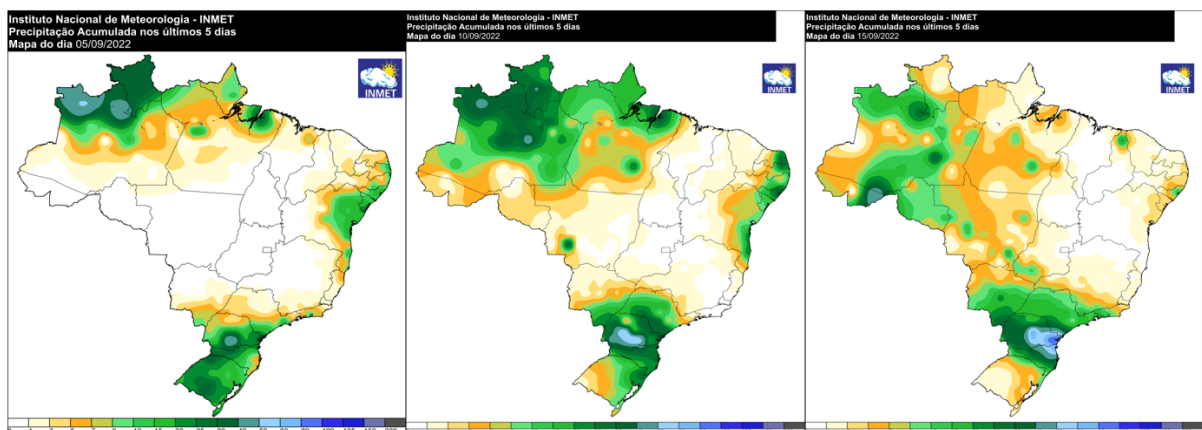 Instituto Nacional de Meteorologia - INMET
Precipitação Acumulada nos últimos 5 dias
Mapa do dia 05/09/2022
INMET
Instituto Nacional de Meteorologia - INMET
Precipitação Acumulada nos últimos 5 dias
Mapa do dia 10/09/2022
INMET
Instituto Nacional de Meteorologia - INMET
Precipitação Acumulada nos últimos 5 dias
Mapa do dia 15/09/2022
INMET